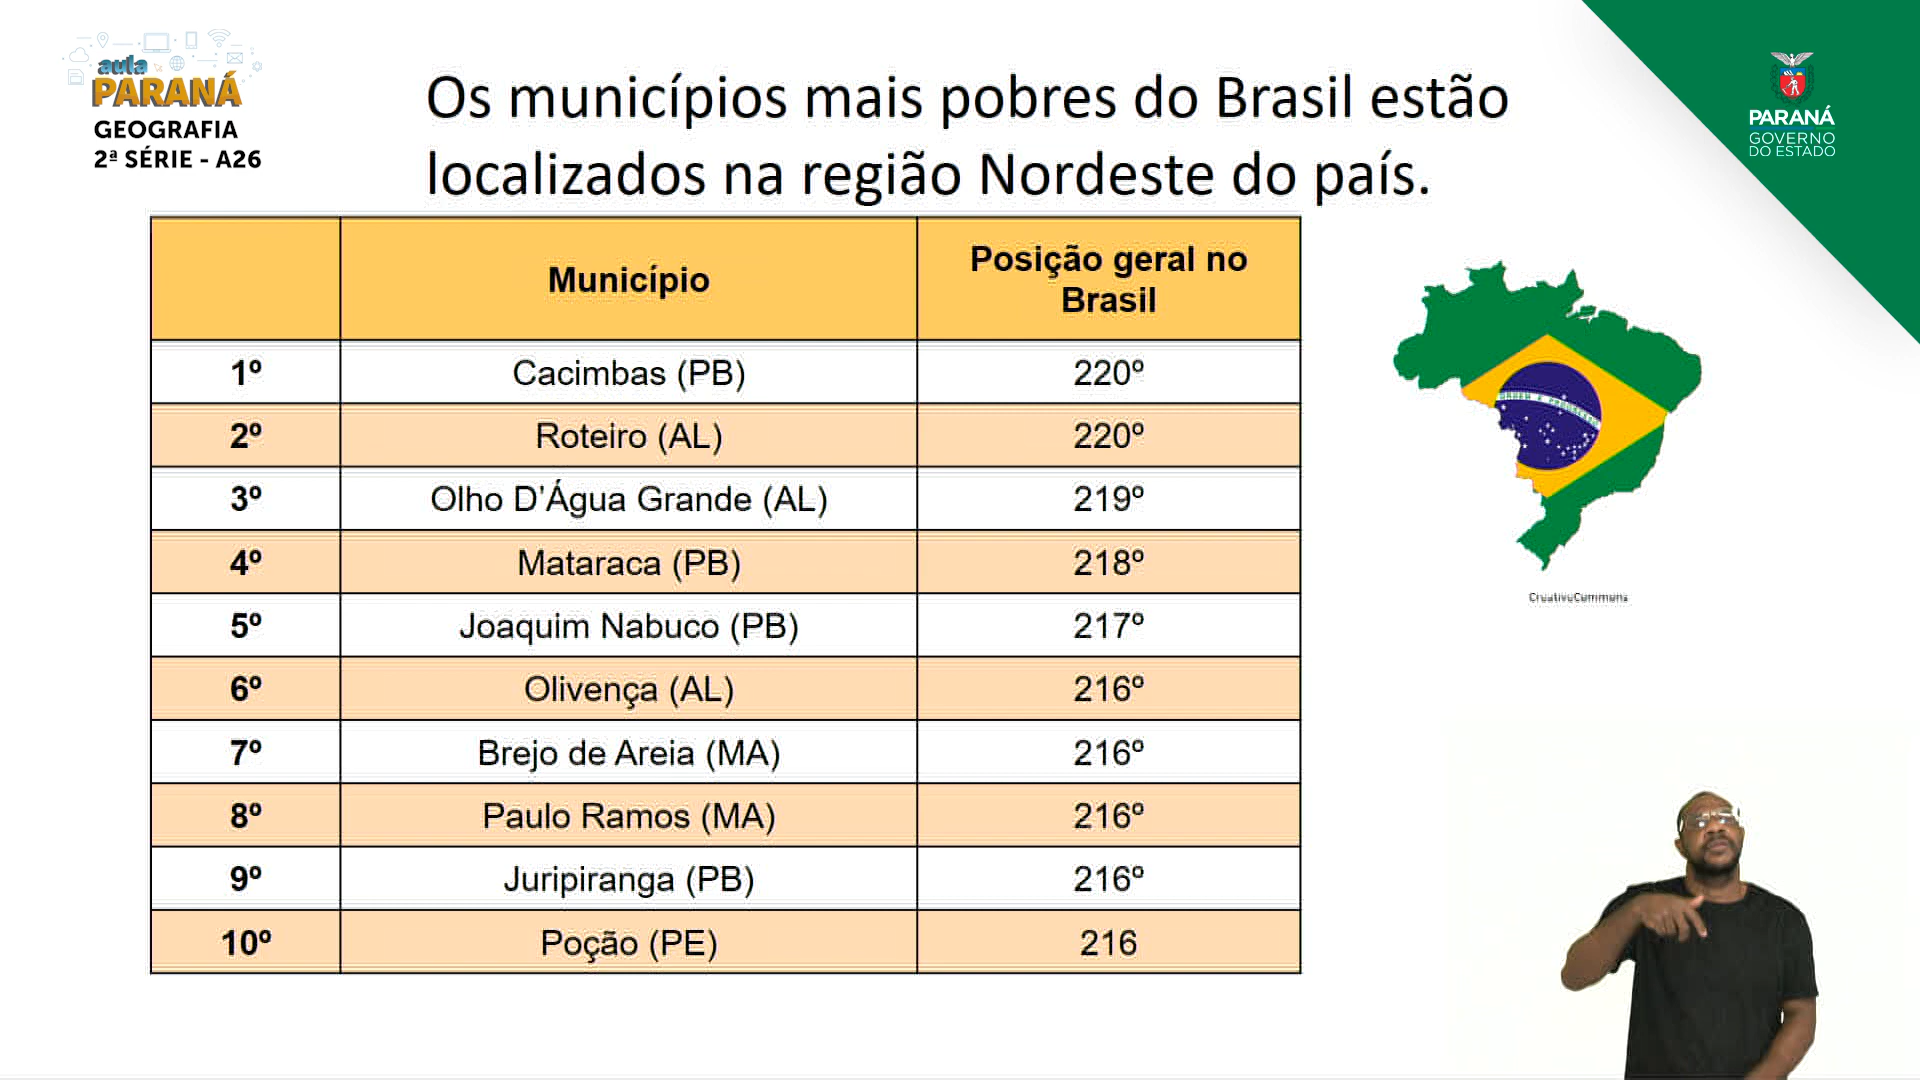 aula
PARANÁ
GEOGRAFIA
2ª SÉRIE - A26
Os municípios mais pobres do Brasil estão
localizados na região Nordeste do país.
PARANÁ
GOVERNO
DO ESTADO
Município
Posição geral no
Brasil
1º Cacimbas (PB) 220º
2º Roteiro (AL) 220º
3º Olho D'Água Grande (AL) 219º
4º Mataraca (PB) 218º
5º Joaquim Nabuco (PB) 217º
6º Olivença (AL) 216º
7º Brejo de Areia (MA) 216º
8º Paulo Ramos (MA) 216º
9º Juripiranga (PB) 216º
10º Poção (PE) 216
CreativeCommons